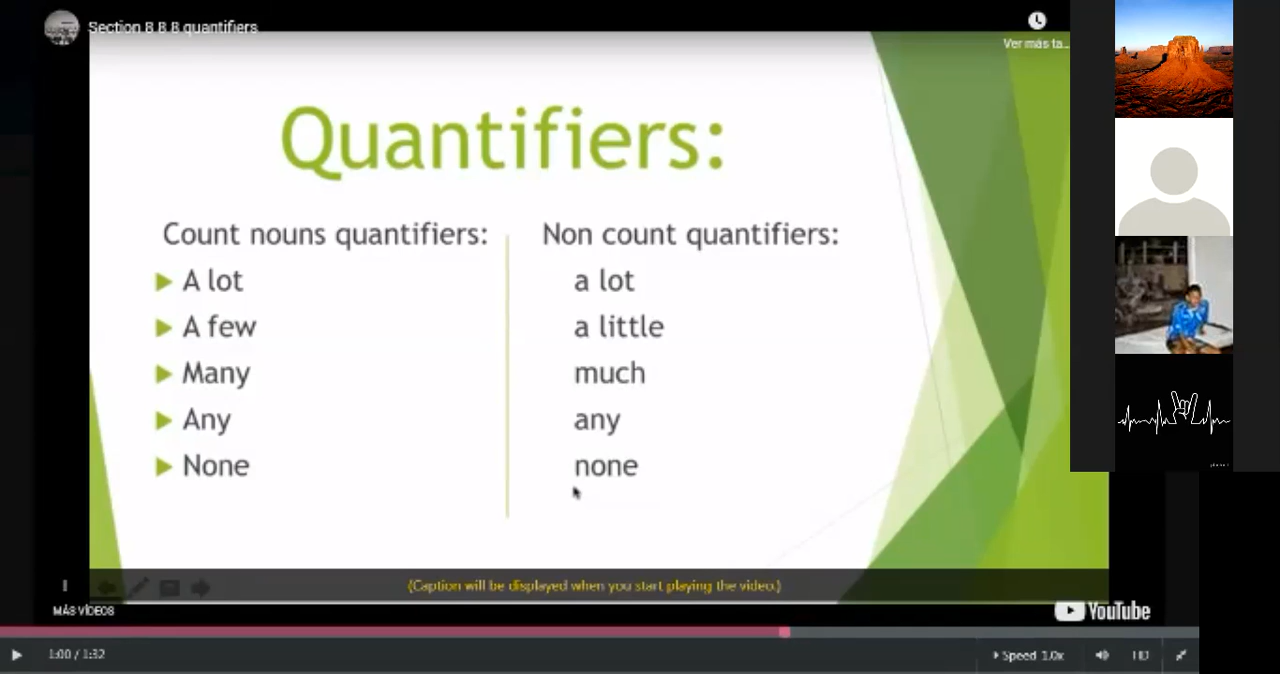 Section 8 8 8 quantifiers
Ver más ta...
Quantifiers:
Count nouns quantifiers:
A lot
A few
Many
Any
None
Non count quantifiers:
a lot
a little
much
any
none
(Caption will be displayed when you start playing the video.)
MÁS VÍDEOS
YouTube
1:00 / 1:32
Speed 1.0x
HD